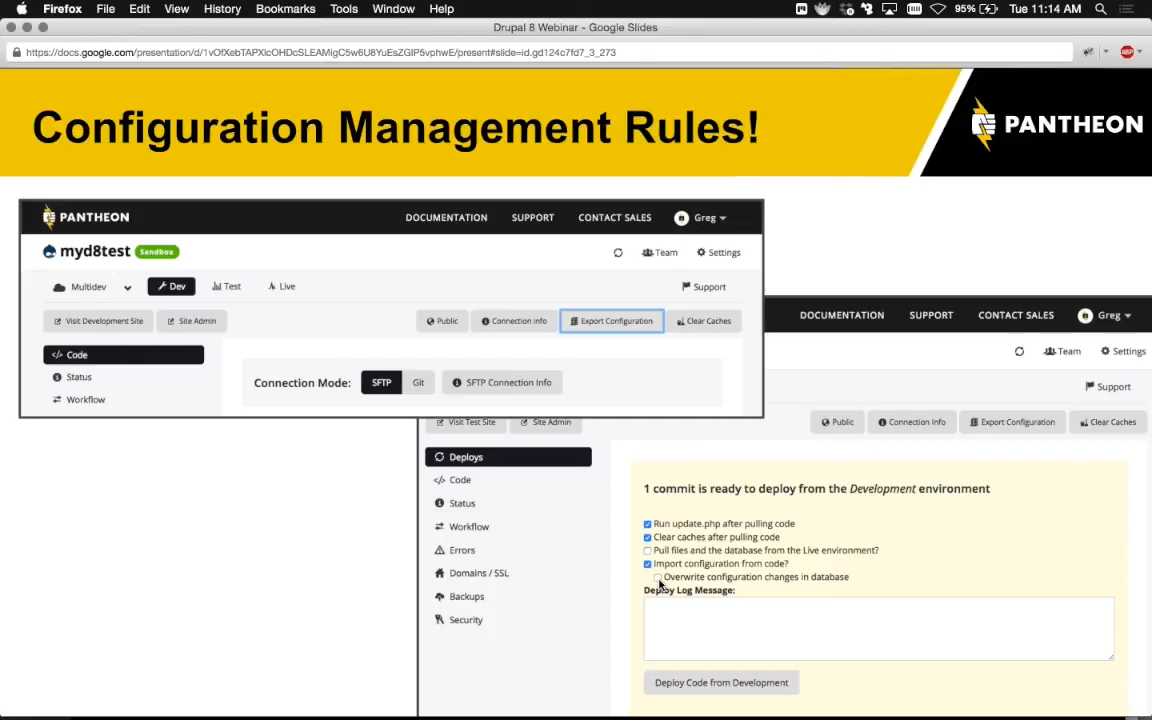 Firefox File Edit View History Bookmarks Tools Window Help 95% Tue 11:14 AM
Drupal 8 Webinar - Google Slides
Configuration Management Rules!
PANTHEON
PANTHEON DOCUMENTATION SUPPORT CONTACT SALES Greg
myd8test Sandbox Team Settings
Multidev Dev Test Live Support
Visit Development Site Site Admin Public Connection Info Export Configuration Clear Caches
Code
Connection Mode: SFTP Git SFTP Connection Info
Status
Workflow
DOCUMENTATION SUPPORT CONTACT SALES Greg
Team Settings
Support
Visit Test Site Site Admin Public Connection Info Export Configuration Clear Caches
Deploys
Code
Status
Workflow
Errors
Domains / SSL
Backups
Security
1 commit is ready to deploy from the Development environment
Run update.php after pulling code
Clear caches after pulling code
Pull files and the database from the Live environment?
Import configuration from code?
Overwrite configuration changes in database
Deploy Log Message:
Deploy Code from Development